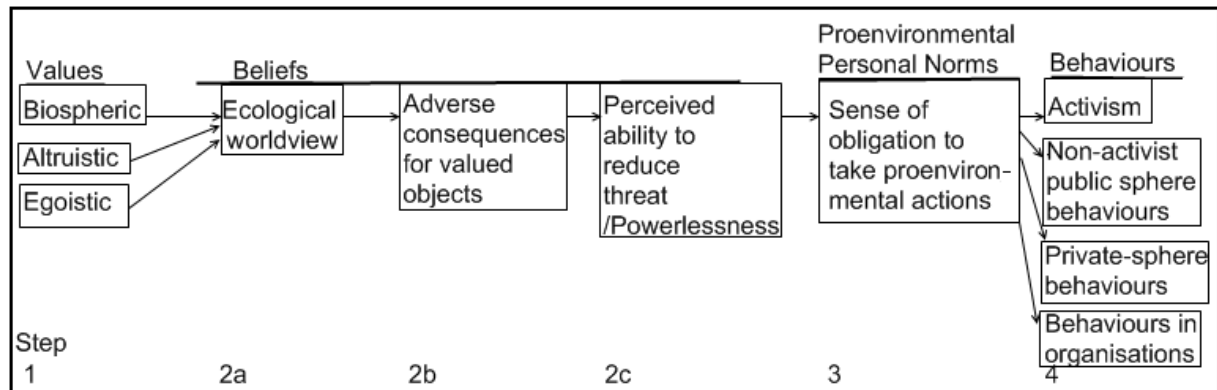 Values
Biospheric
Altruistic
Egoistic
Beliefs
Ecological
worldview
Adverse
consequences
for valued
objects
Perceived
ability to
reduce
threat
/Powerlessness
Proenvironmental
Personal Norms
Sense of
obligation to
take proenviron-
mental actions
Behaviours
Activism
Non-activist
public sphere
behaviours
Private-sphere
behaviours
Behaviours in
organisations
Step
1 2a 2b 2c 3 4